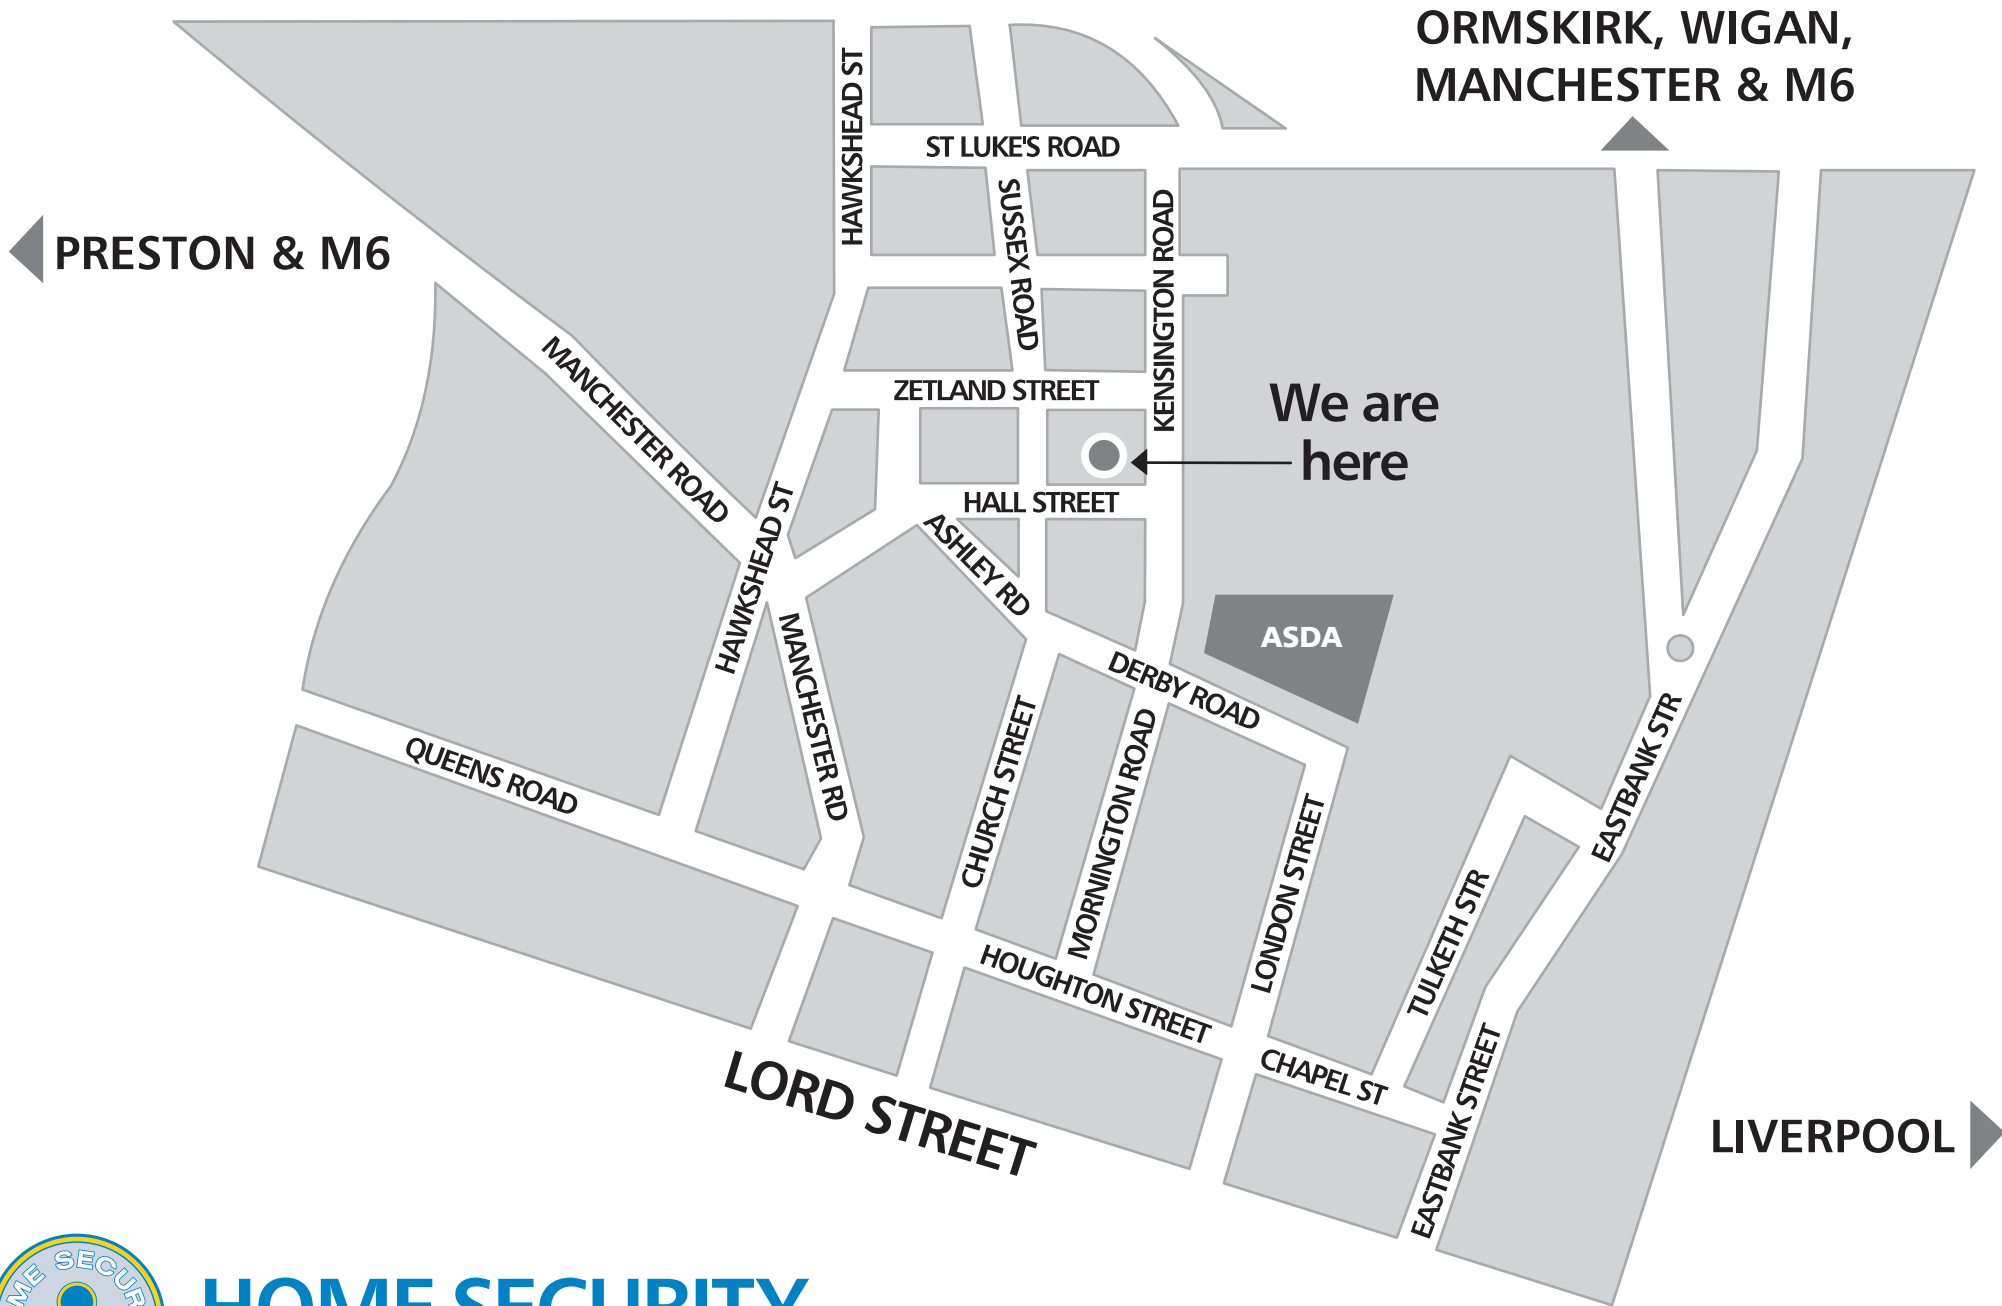 ORMSKIRK, WIGAN,
MANCHESTER & M6
HAWKSHEAD ST
ST LUKE'S ROAD
SUSSEX ROAD
KENSINGTON ROAD
PRESTON & M6
MANCHESTER ROAD
ZETLAND STREET
We are
here
HALL STREET
HAWKSHEAD ST
ASHLEY RD
ASDA
MANCHESTER RD
DERBY ROAD
QUEENS ROAD
CHURCH STREET
MORNINGTON ROAD
LONDON STREET
EASTBANK STR
TULKETH STR
HOUGHTON STREET
CHAPEL ST
EASTBANK STREET
LORD STREET
LIVERPOOL
HOME SECURITY